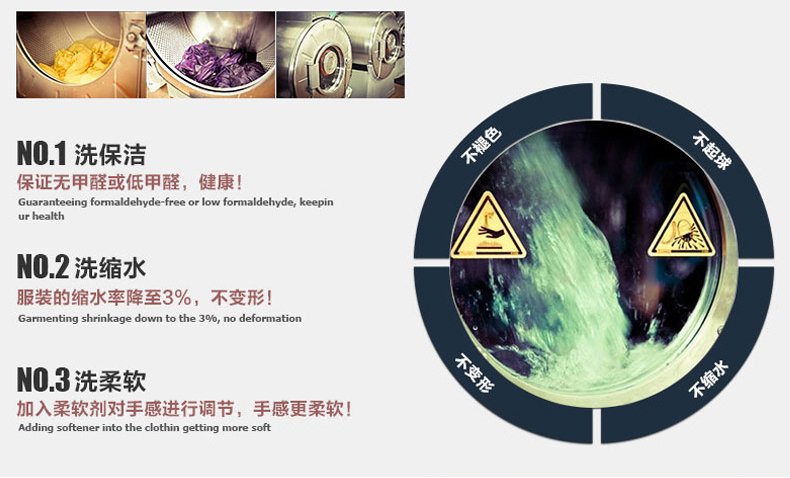 NO.1 洗保洁
保证无甲醛或低甲醛，健康！
Guaranteeing formaldehyde-free or low formaldehyde, keepin
ur health
NO.2 洗缩水
服装的缩水率降至3%，不变形！
Garmenting shrinkage down to the 3%, no deformation
NO.3 洗柔软
加入柔软剂对手感进行调节，手感更柔软！
Adding softener into the clothin getting more soft
不褪色
不起球
不变形
不缩水